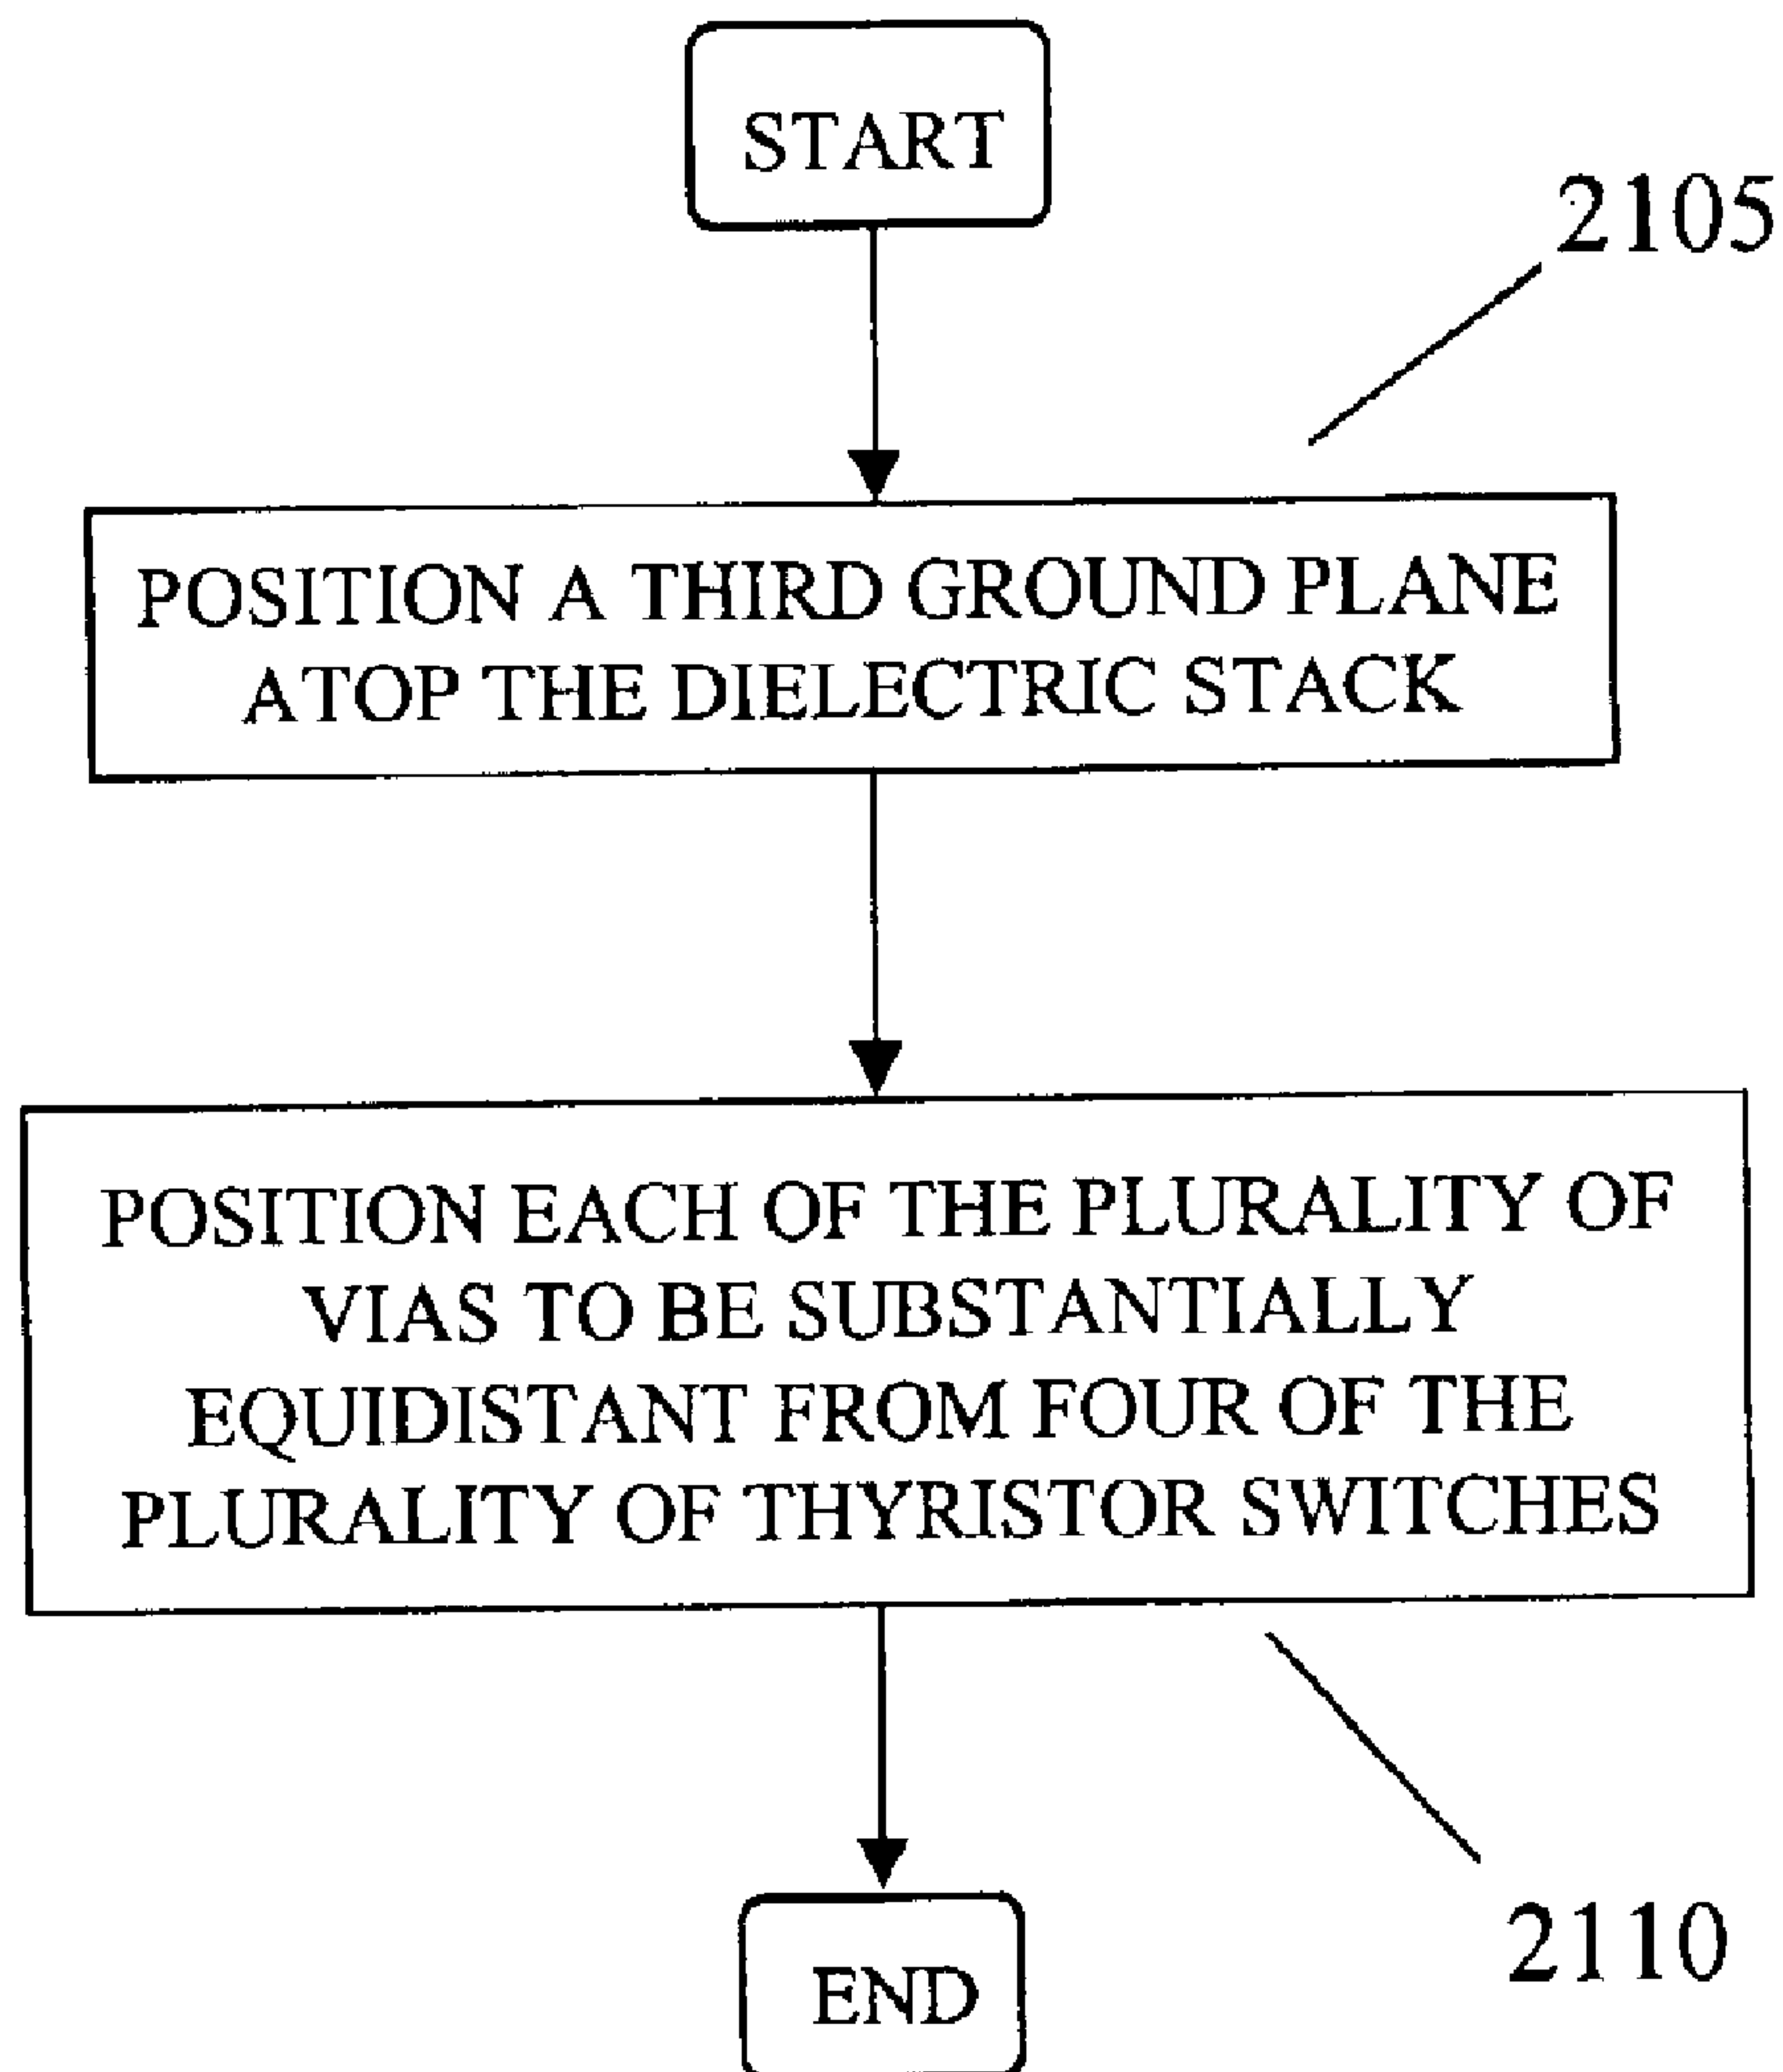 START
2105
POSITION A THIRD GROUND PLANE
ATOP THE DIELECTRIC STACK
POSITION EACH OF THE PLURALITY OF
VIAS TO BE SUBSTANTIALLY
EQUIDISTANT FROM FOUR OF THE
PLURALITY OF THYRISTOR SWITCHES
2110
END